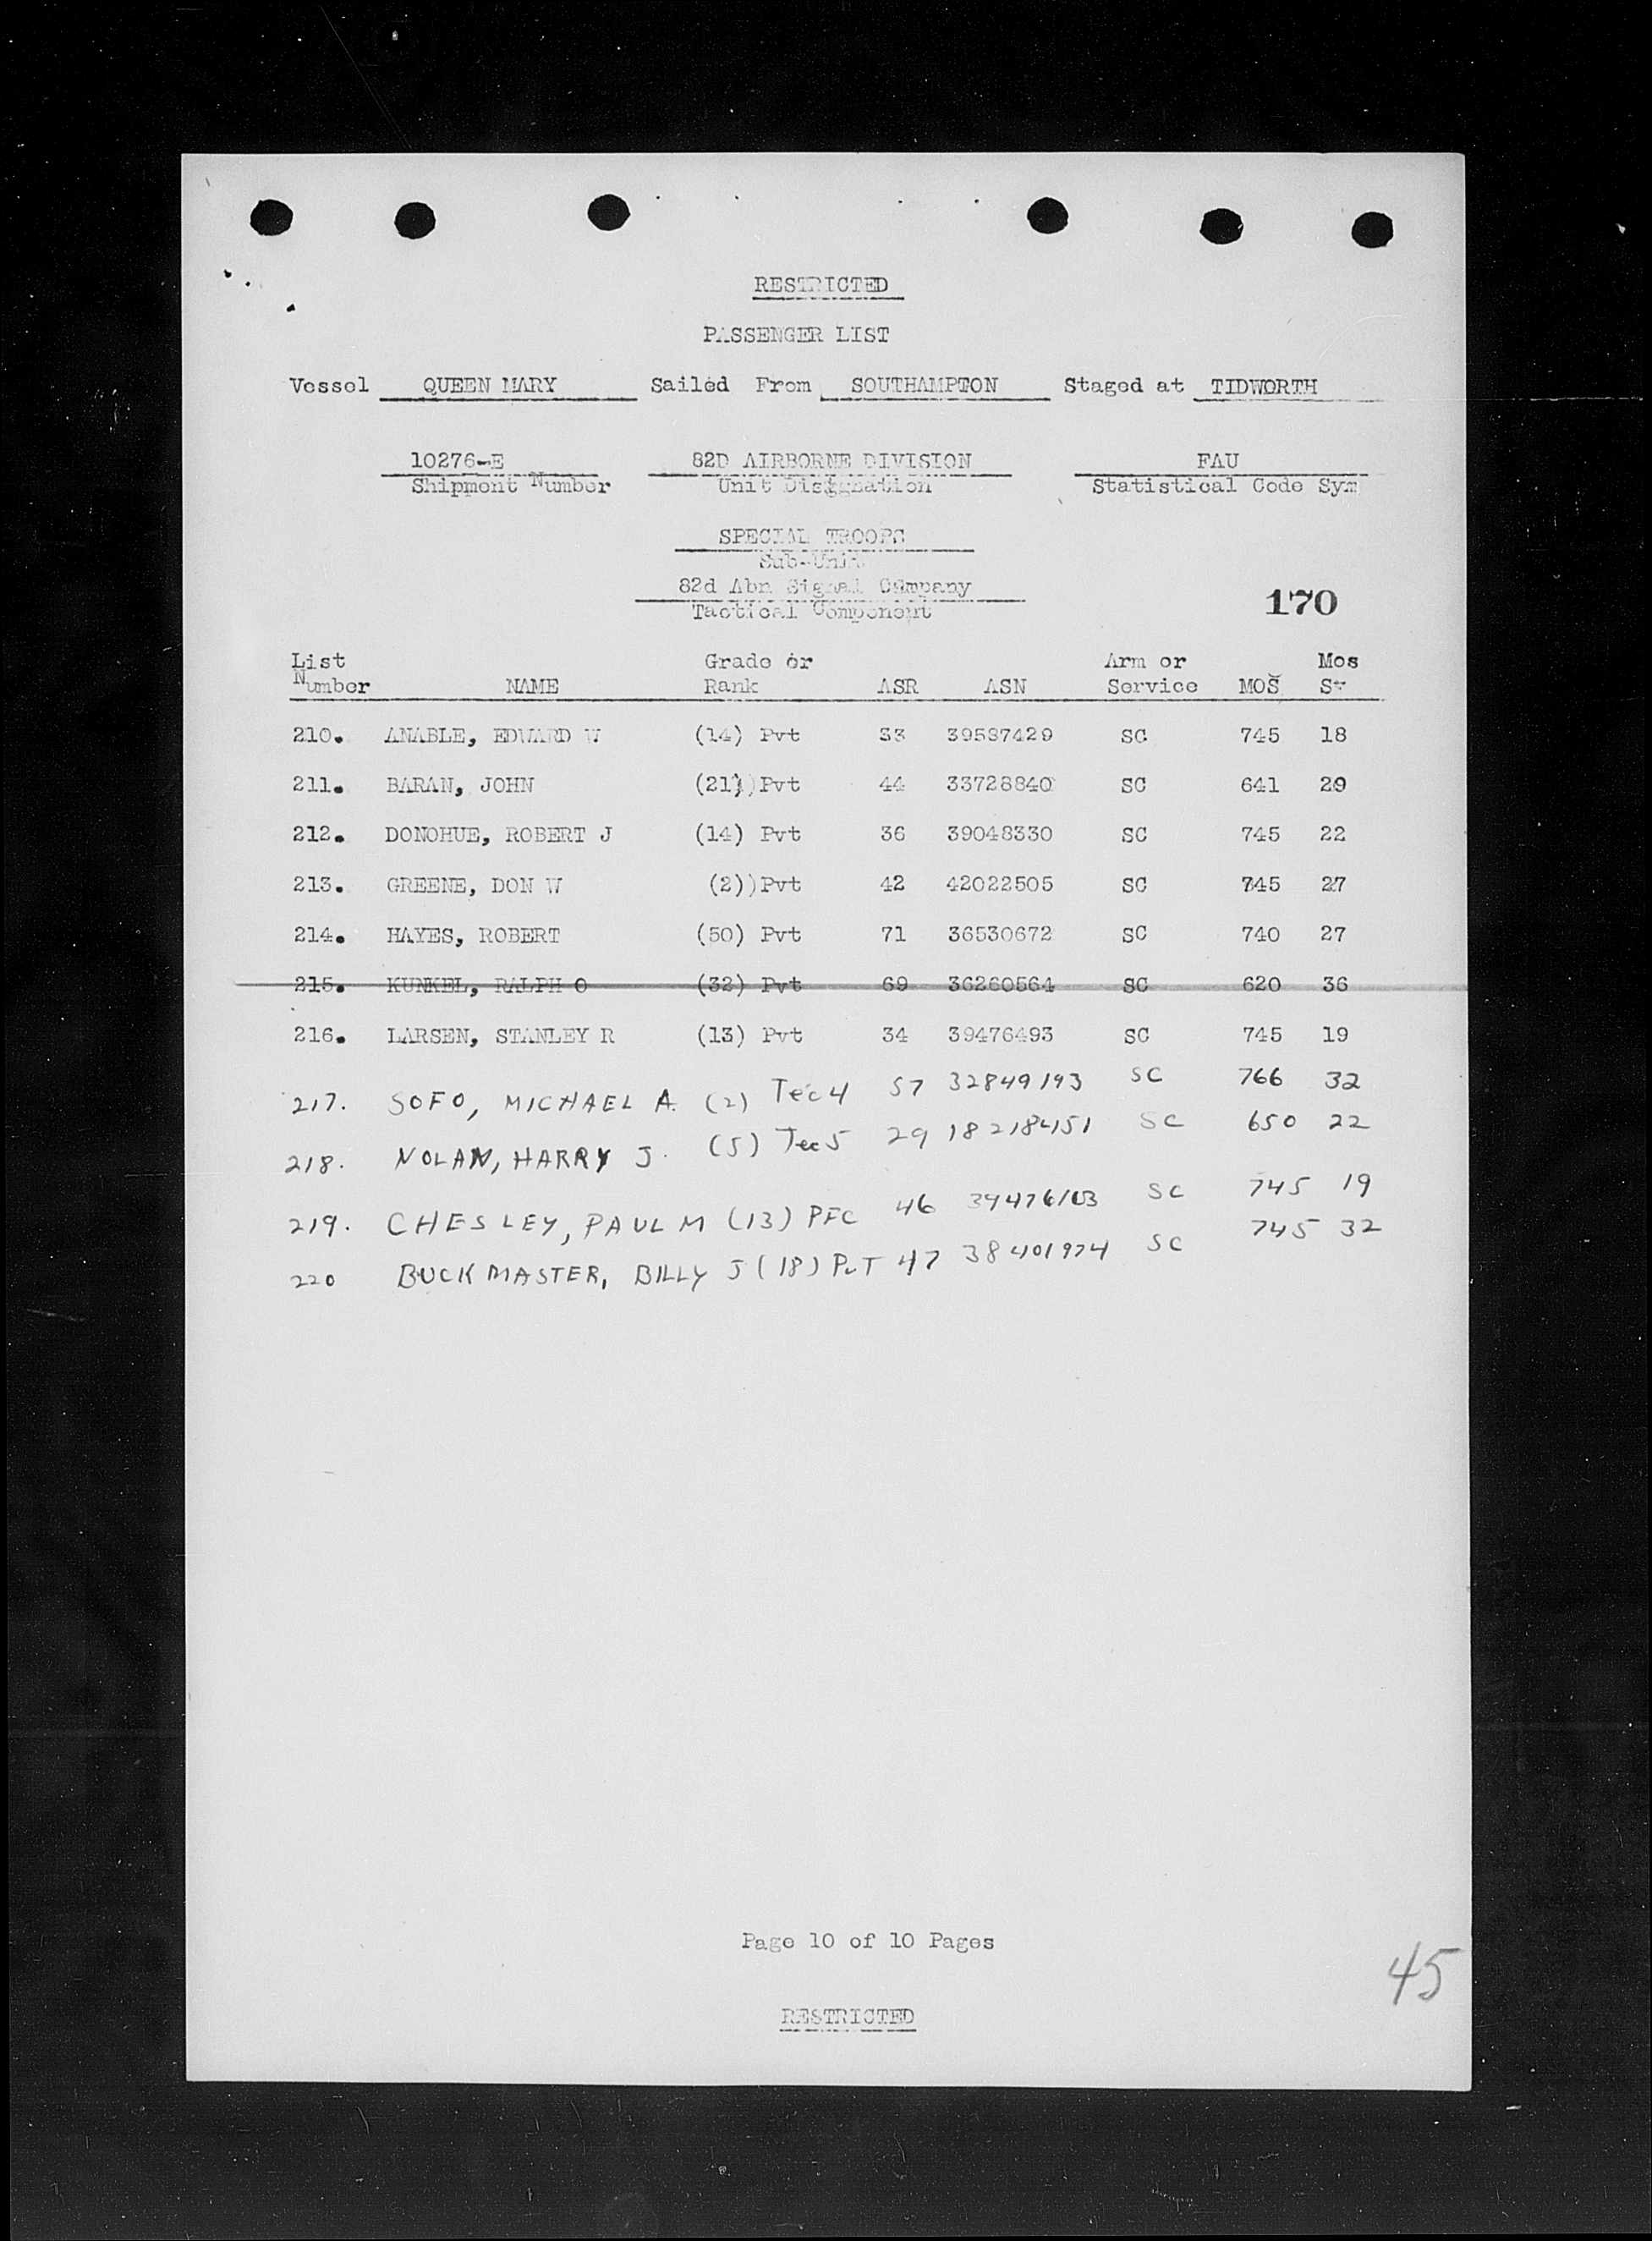 RESTRICTED
PASSENGER LIST
Vessel QUEEN MARY Sailed From SOUTHAMPTON Staged at TIDWORTH
10276-E 82D AIRBORNE DIVISION FAU
Shipment Number Unit Designation Statistical Code Sym
SPECIAL TROOPS
Sub-Unit
82d Abn Signal Company
Tactical Component
170
List Grade or Arm or Mos
Number NAME Rank ASR ASN Service MOS Sv
210. ANABLE, EDWARD W (14) Pvt 33 39587429 SC 745 18
211. BARAN, JOHN (21) Pvt 44 33728840 SC 641 29
212. DONOHUE, ROBERT J (14) Pvt 36 39048330 SC 745 22
213. GREENE, DON W (2))Pvt 42 42022505 SC 745 27
214. HAYES, ROBERT (50) Pvt 71 36530672 SC 740 27
215. KUNKEL, RALPH O (32) Pvt 69 36260564 SC 620 36
216. LARSEN, STANLEY R (13) Pvt 34 39476493 SC 745 19
217. SOFO, MICHAEL A. (2) Tec 4 57 32849193 SC 766 32
218. NOLAN, HARRY J. (5) Tec 5 29 18218451 SC 650 22
219. CHESLEY, PAUL M (13) PFC 46 SC 745 19
220 BUCKMASTER, BILLY J (18) PvT 47 38401974 SC 745 32
Page 10 of 10 Pages
45
RESTRICTED